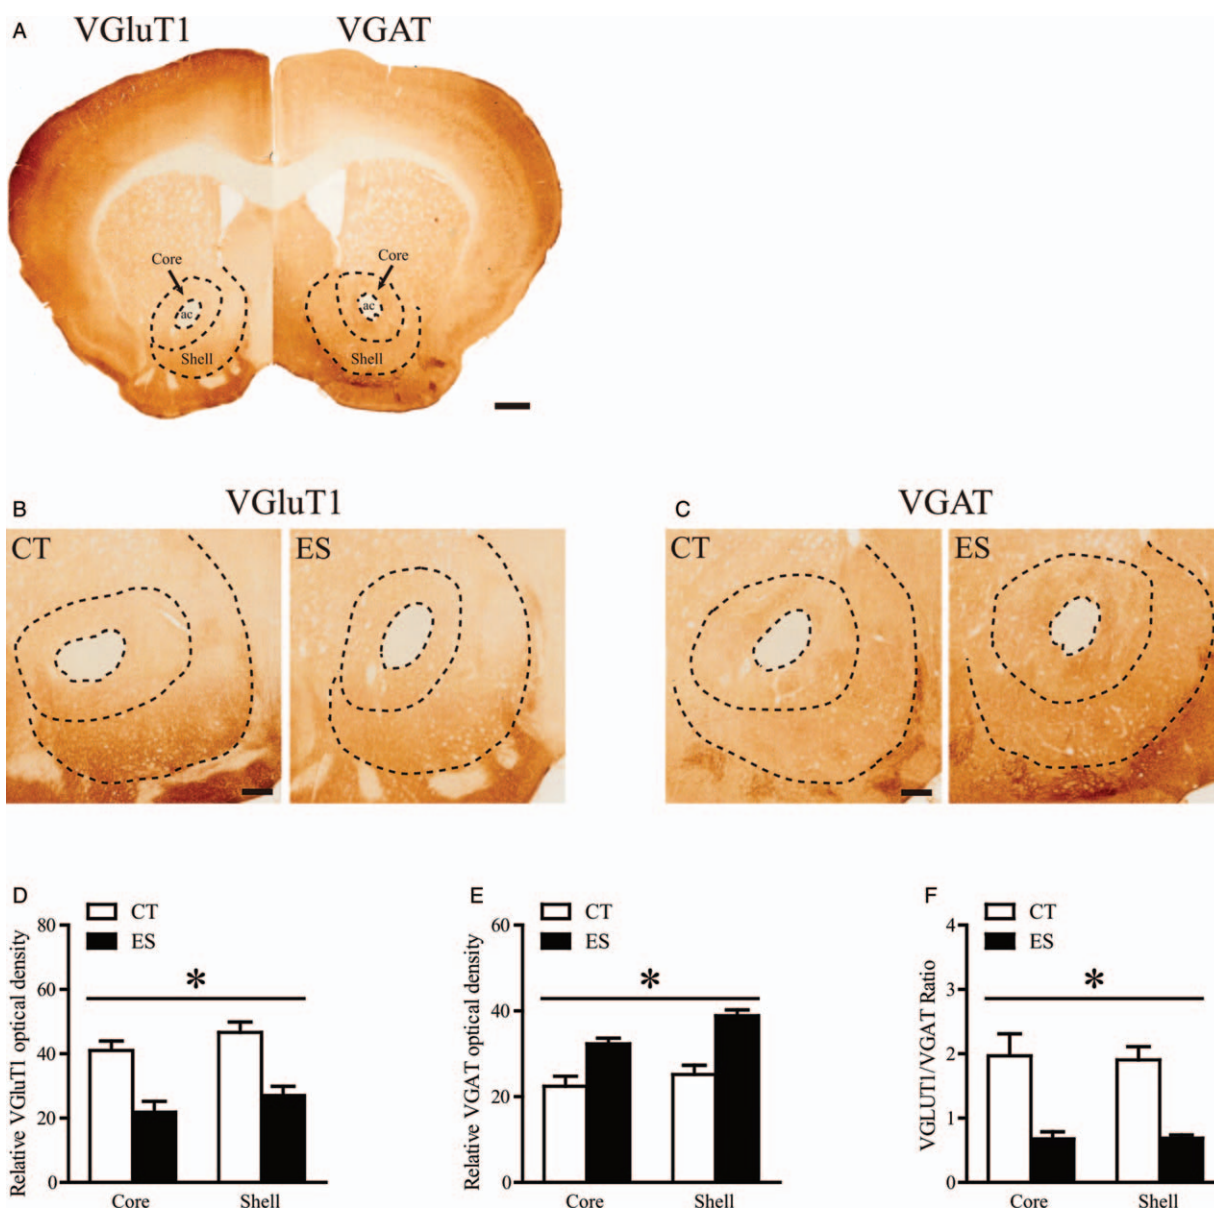 A VGluT1 VGAT
Core Core
ac ac
Shell Shell
B VGluT1
CT ES
C VGAT
CT ES
D
CT
ES
Relative VGluT1 optical density
80
60
40
20
0
*
Core Shell
E
CT
ES
Relative VGAT optical density
60
40
20
0
*
Core Shell
F
CT
ES
VGLUT1/VGAT Ratio
4
3
2
1
0
*
Core Shell